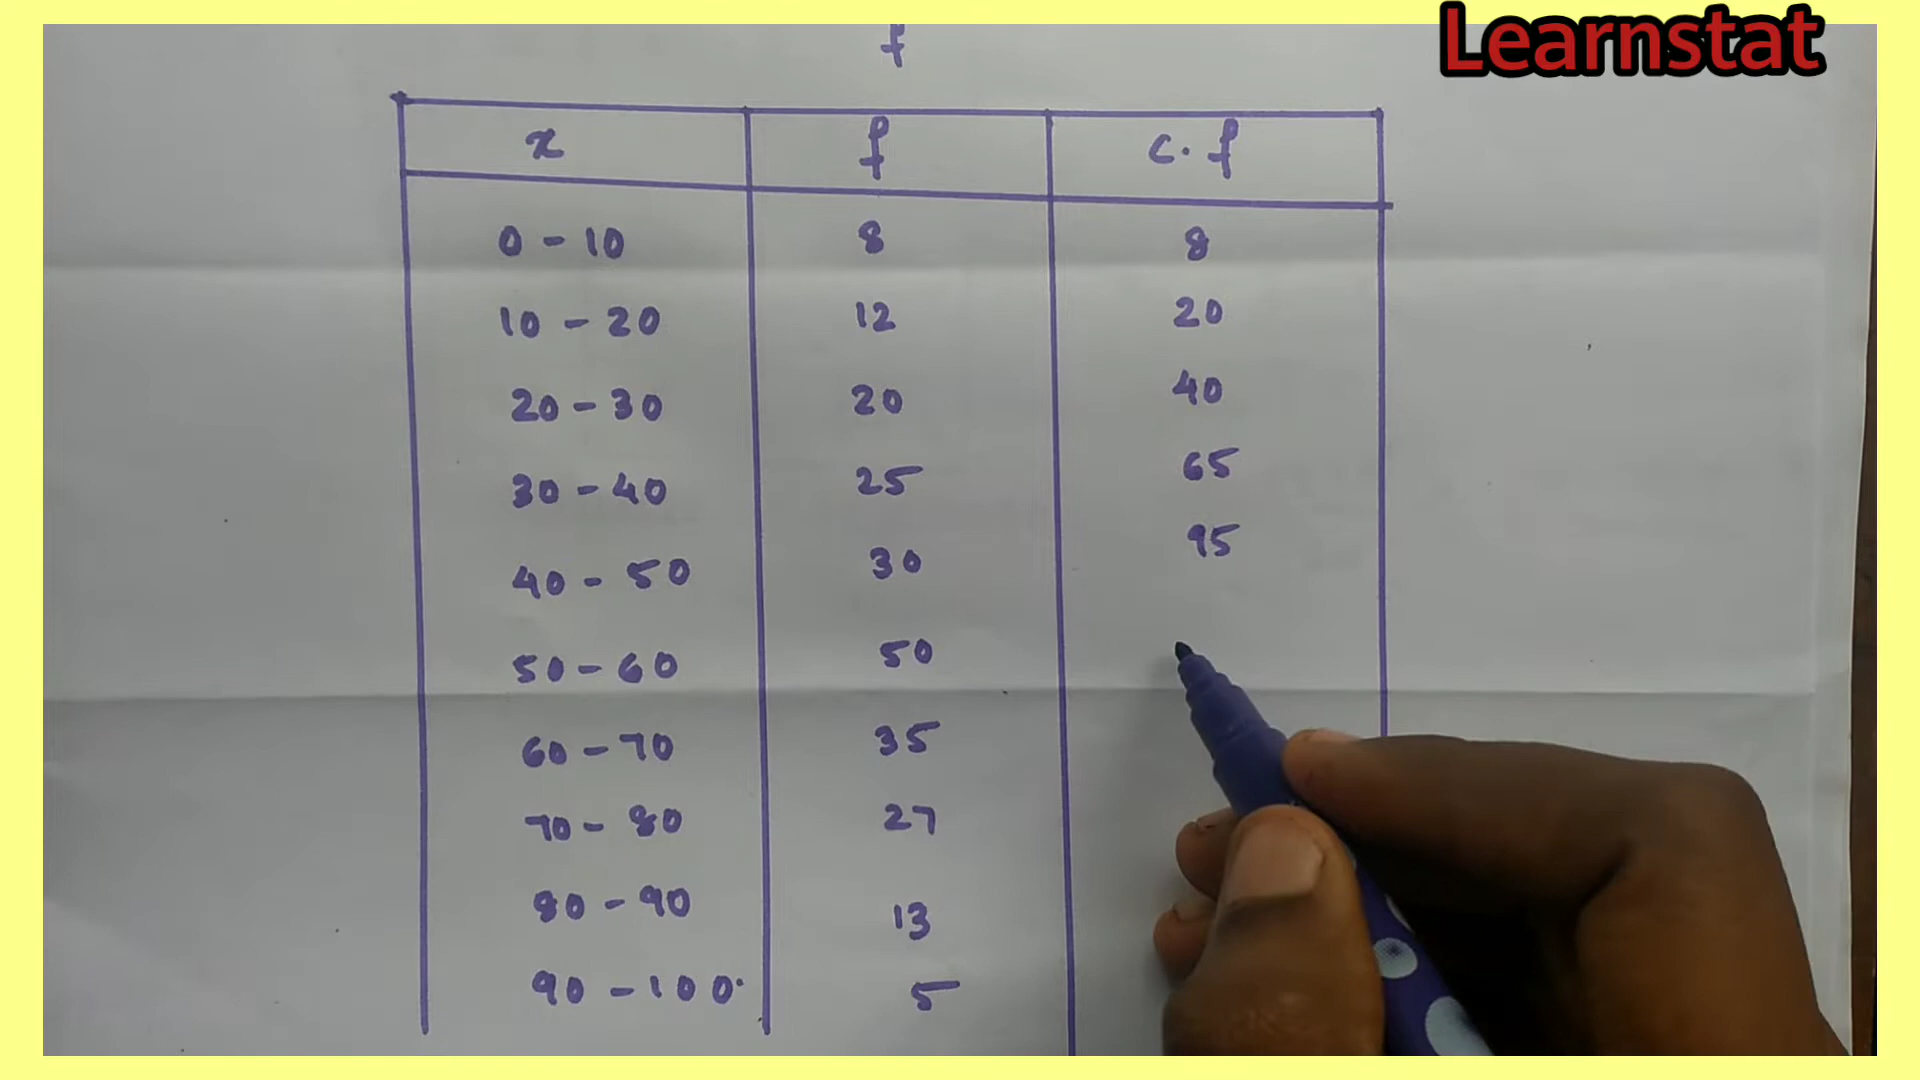 Learnstat
f
x f c.f
0 - 10 8 8
10 - 20 12 20
20 - 30 20 40
30 - 40 25 65
40 - 50 30 95
50 - 60 50
60 - 70 35
70 - 80 27
80 - 90 13
90 - 100. 5